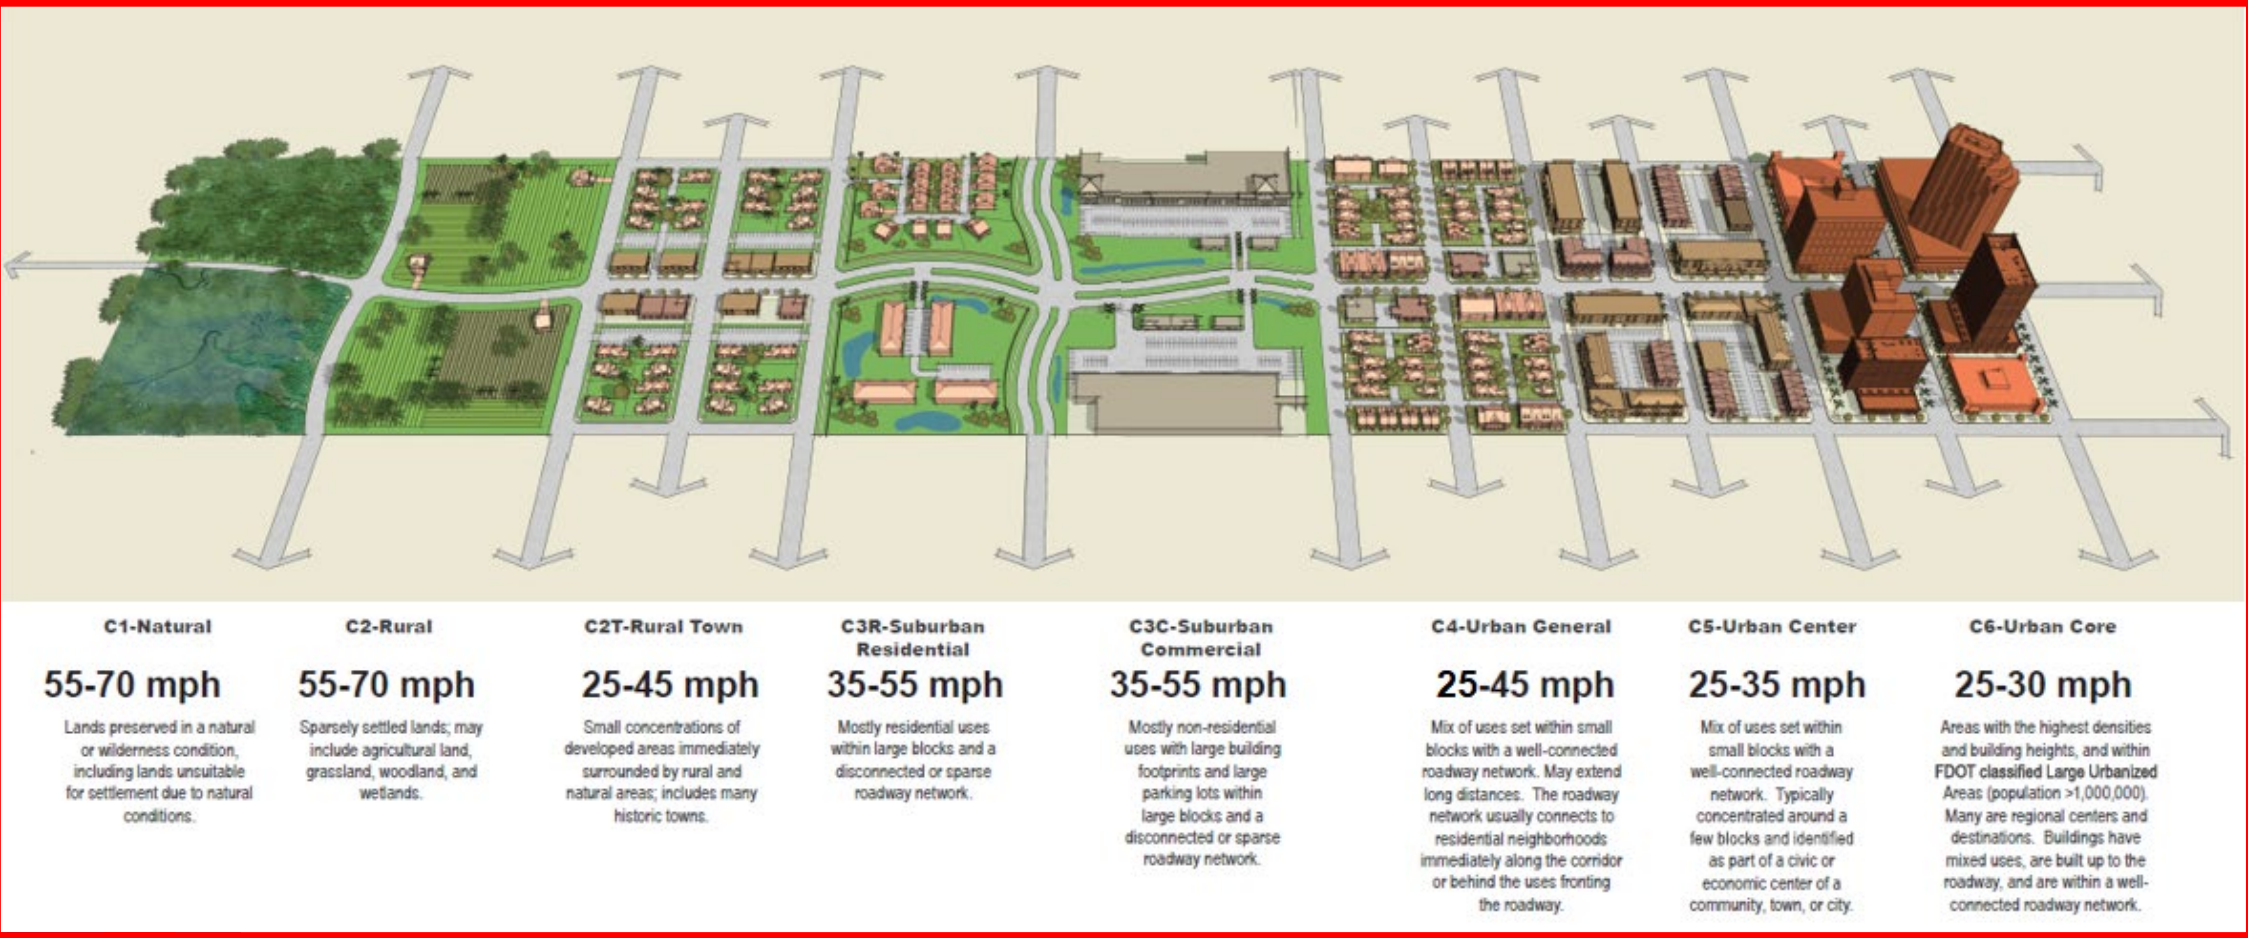 C1-Natural
55-70 mph
Lands preserved in a natural
or wilderness condition,
including lands unsuitable
for settlement due to natural
conditions.
C2-Rural
55-70 mph
Sparsely settled lands; may
include agricultural land,
grassland, woodland, and
wetlands.
C2T-Rural Town
25-45 mph
Small concentrations of
developed areas immediately
surrounded by rural and
natural areas; includes many
historic towns.
C3R-Suburban
Residential
35-55 mph
Mostly residential uses
within large blocks and a
disconnected or sparse
roadway network.
C3C-Suburban
Commercial
35-55 mph
Mostly non-residential
uses with large building
footprints and large
parking lots within
large blocks and a
disconnected or sparse
roadway network.
C4-Urban General
25-45 mph
Mix of uses set within small
blocks with a well-connected
roadway network. May extend
long distances. The roadway
network usually connects to
residential neighborhoods
immediately along the corridor
or behind the uses fronting
the roadway.
C5-Urban Center
25-35 mph
Mix of uses set within
small blocks with a
well-connected roadway
network. Typically
concentrated around a
few blocks and identified
as part of a civic or
economic center of a
community, town, or city.
C6-Urban Core
25-30 mph
Areas with the highest densities
and building heights, and within
FDOT classified Large Urbanized
Areas (population >1,000,000).
Many are regional centers and
destinations. Buildings have
mixed uses, are built up to the
roadway, and are within a well-
connected roadway network.